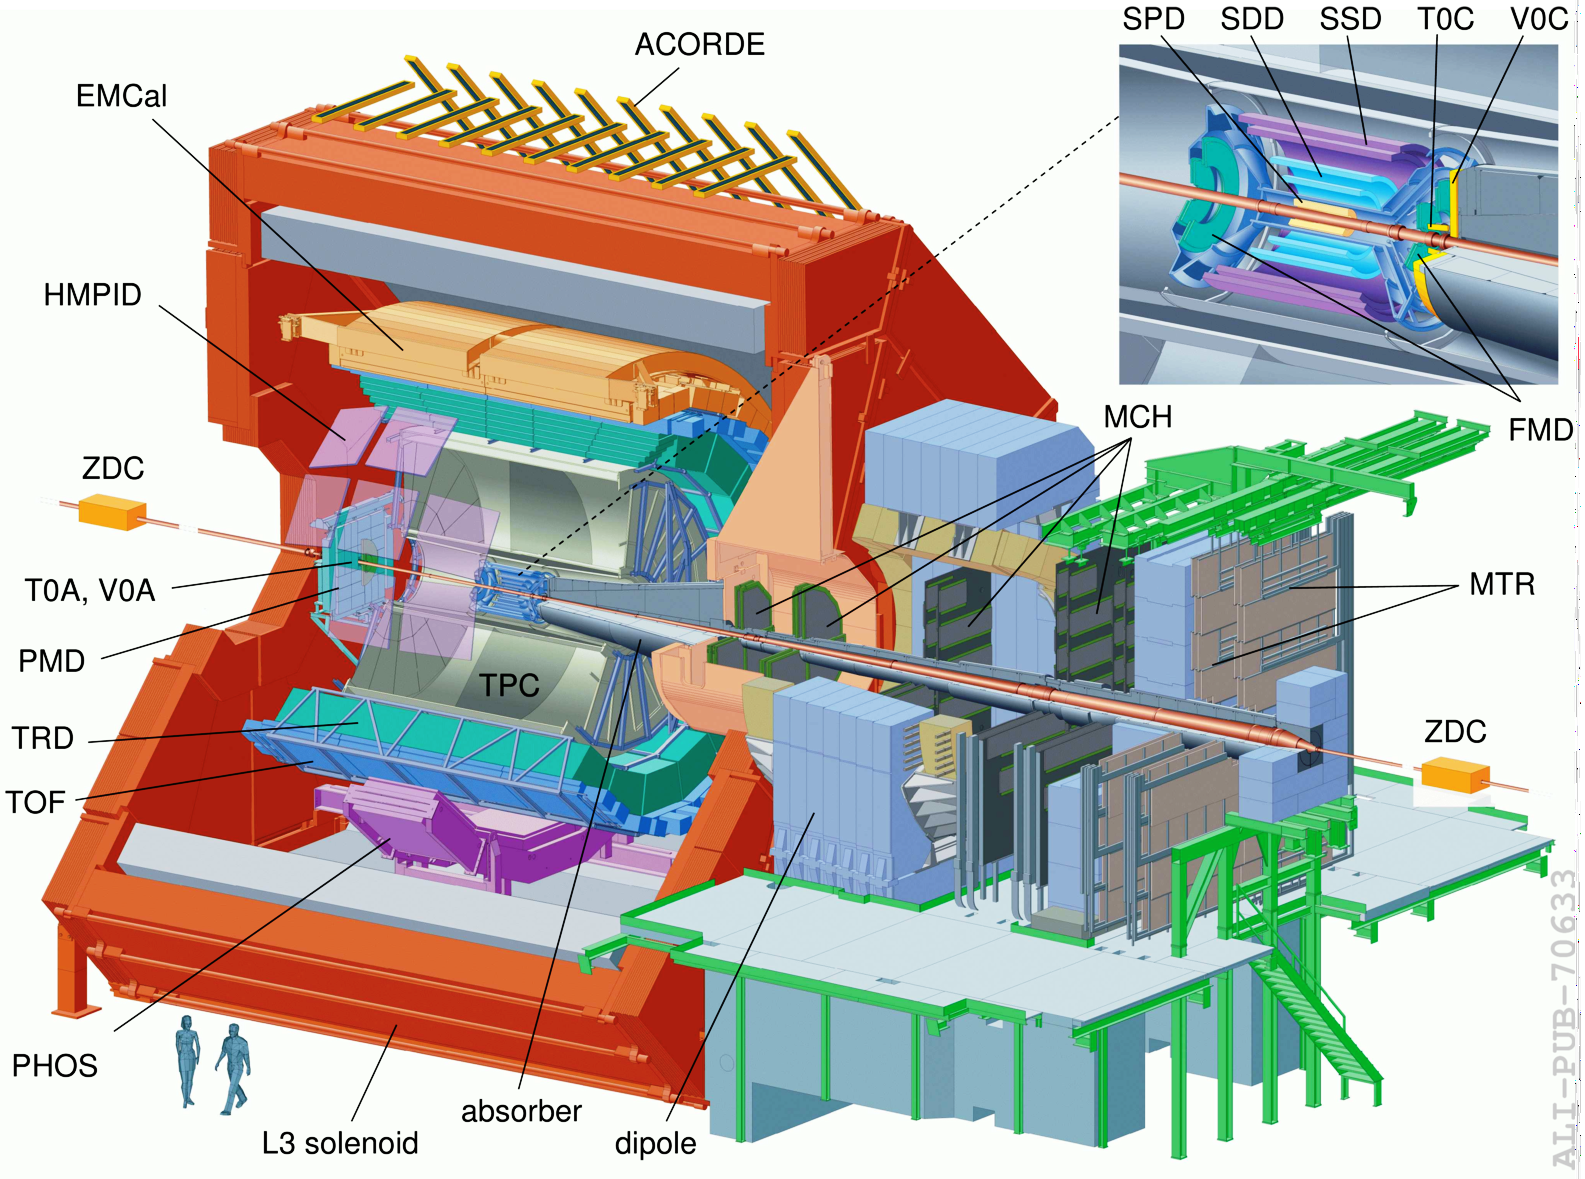 SPD SDD SSD T0C V0C
ACORDE
EMCal
HMPID
MCH
FMD
ZDC
T0A, V0A
MTR
PMD
TPC
TRD
ZDC
TOF
PHOS
absorber
L3 solenoid
dipole
ALI-PUB-70633